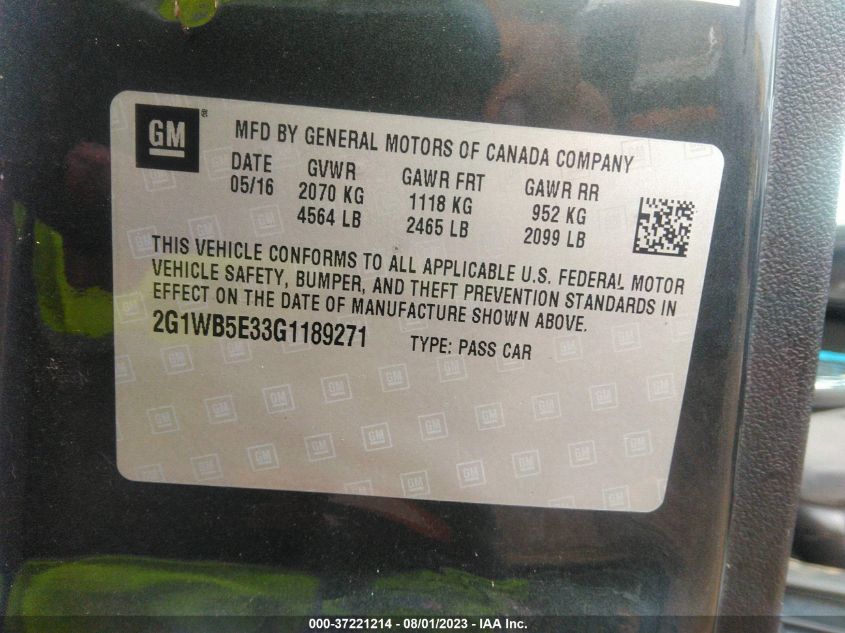 GM ®
MFD BY GENERAL MOTORS OF CANADA COMPANY
DATE GVWR GAWR FRT GAWR RR
05/16 2070 KG 1118 KG 952 KG
4564 LB 2465 LB 2099 LB
THIS VEHICLE CONFORMS TO ALL APPLICABLE U.S. FEDERAL MOTOR
VEHICLE SAFETY, BUMPER, AND THEFT PREVENTION STANDARDS IN
EFFECT ON THE DATE OF MANUFACTURE SHOWN ABOVE.
2G1WB5E33G1189271 TYPE: PASS CAR
000-37221214 - 08/01/2023 - IAA Inc.